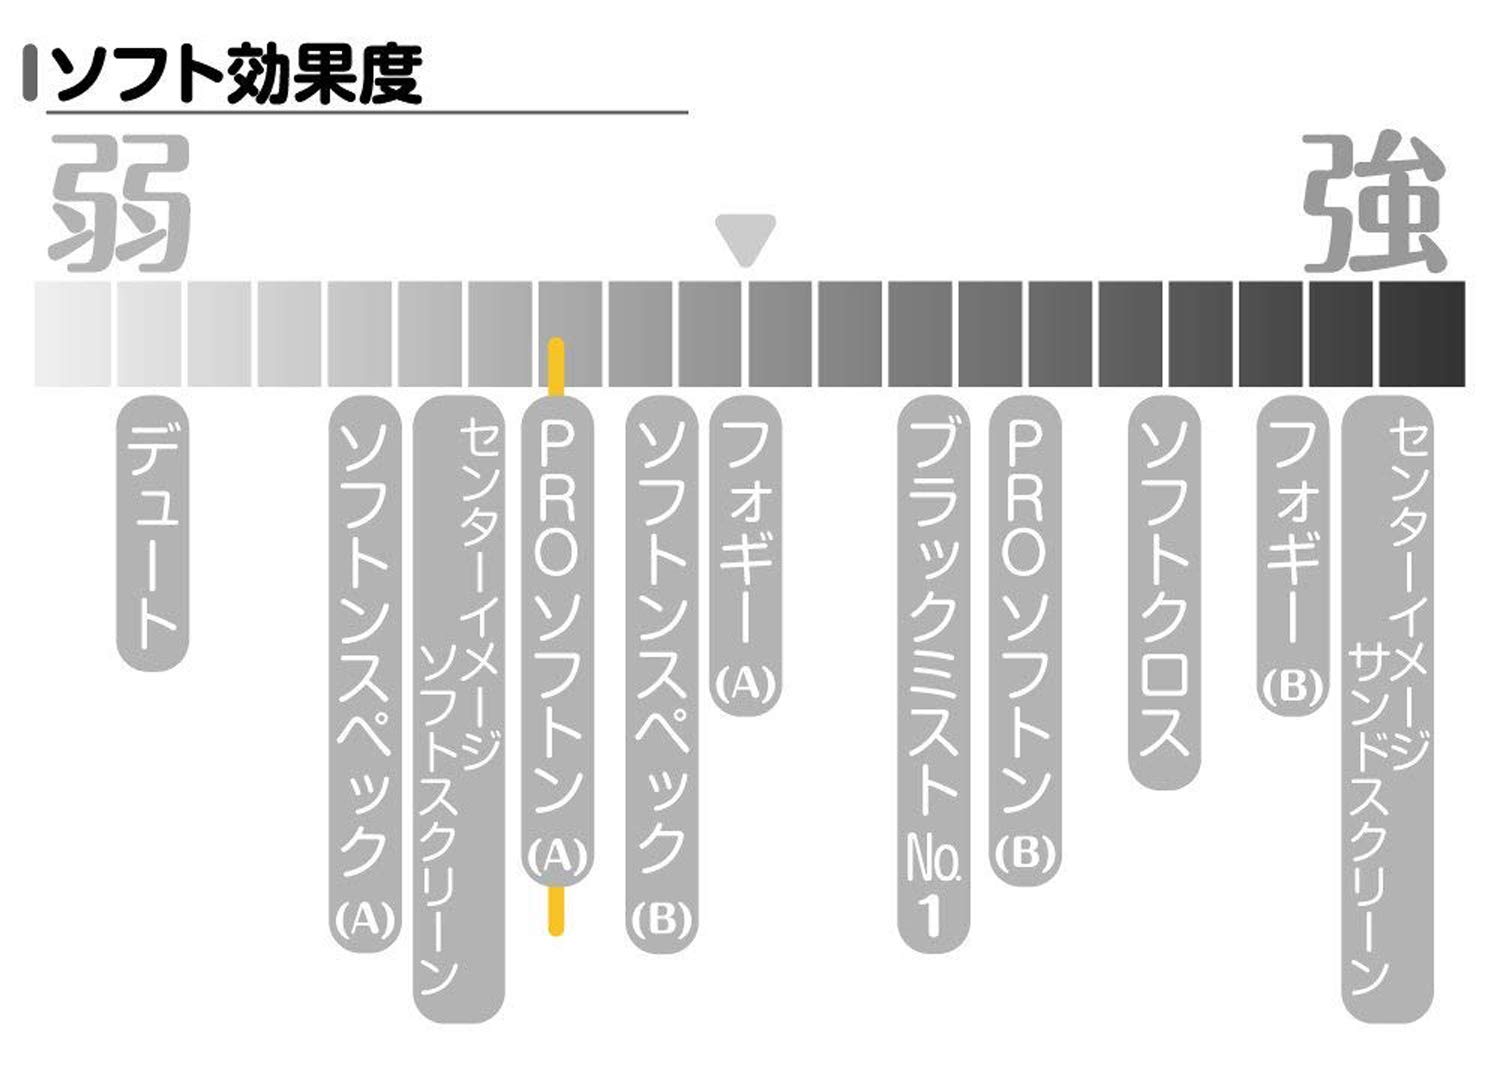 ソフト効果度
弱
強
デュート
ソフトンスペック(A)
センターイメージ
ソフトスクリーン
PROソフトン(A)
ソフトンスペック(B)
フォギー(A)
ブラックミストNo.1
PROソフトン(B)
ソフトクロス
フォギー(B)
センターイメージ
サンドスクリーン